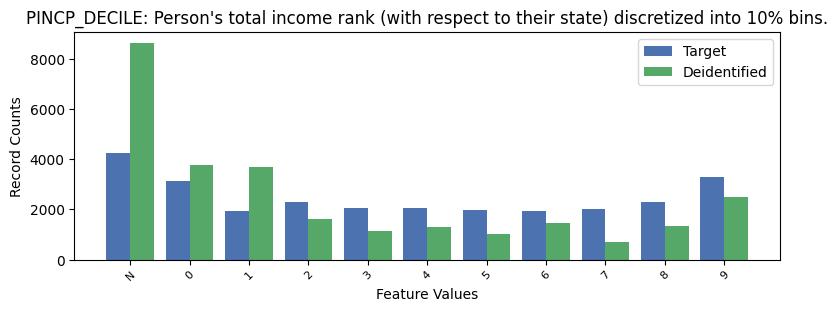 PINCP_DECILE: Person's total income rank (with respect to their state) discretized into 10% bins.
Target
Deidentified
8000
6000
4000
2000
0
Record Counts
N 0 1 2 3 4 5 6 7 8 9
Feature Values